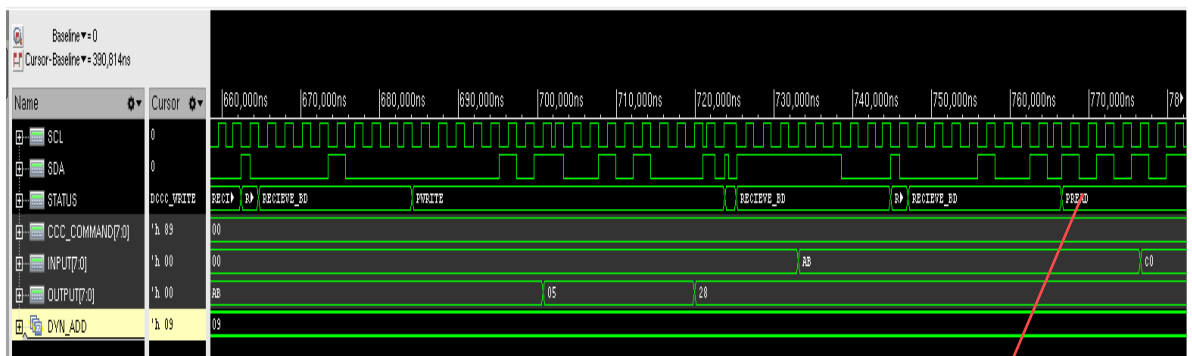 Baseline▼=0
Cursor-Baseline▼=390,814ns
Name Cursor 660,000ns 670,000ns 680,000ns 690,000ns 700,000ns 710,000ns 720,000ns 730,000ns 740,000ns 750,000ns 760,000ns 770,000ns 78
SCL 0
SDA 0
STATUS DCCC_WRITE RECI R RECIEVE_BD PWRITE RECIEVE_BD R RECIEVE_BD PREAD
CCC_COMMAND[7:0] 'h 89 00
INPUT[7:0] 'h 00 00 AB C0
OUTPUT[7:0] 'h 00 AB 05 28
DYN_ADD 'h 09 09